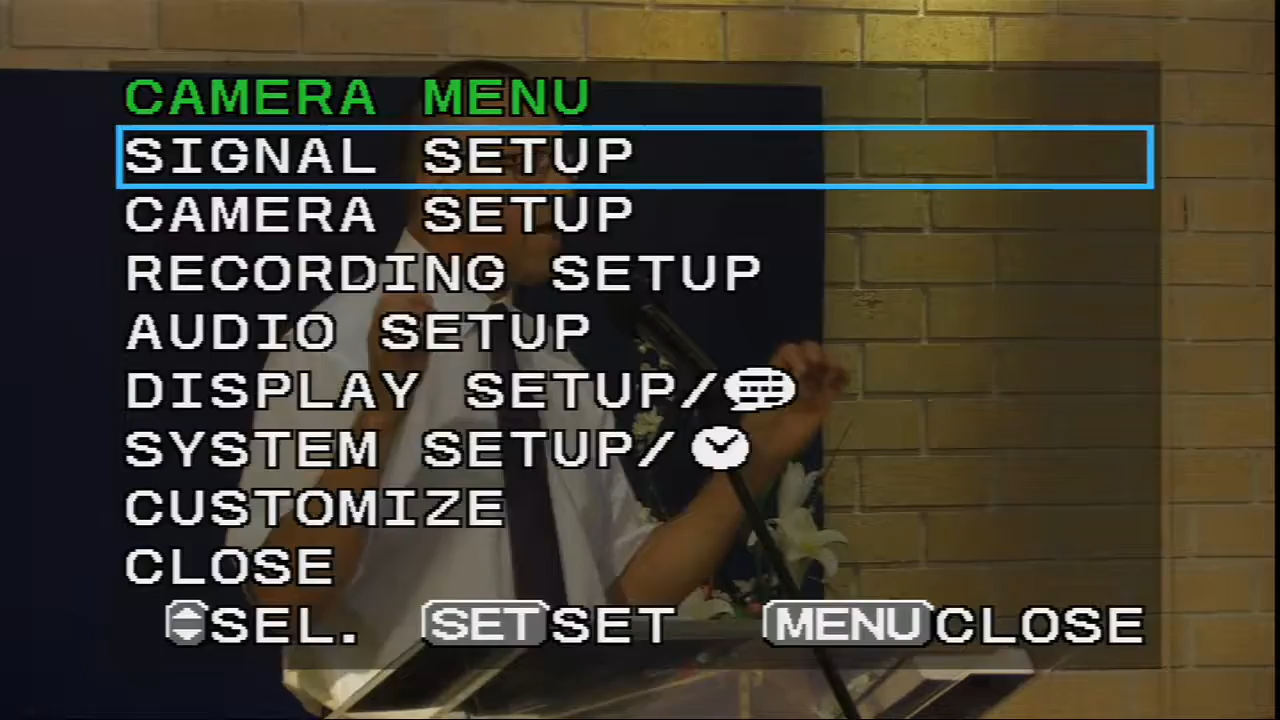 CAMERA MENU
SIGNAL SETUP
CAMERA SETUP
RECORDING SETUP
AUDIO SETUP
DISPLAY SETUP/
SYSTEM SETUP/
CUSTOMIZE
CLOSE
SEL. SET SET MENU CLOSE